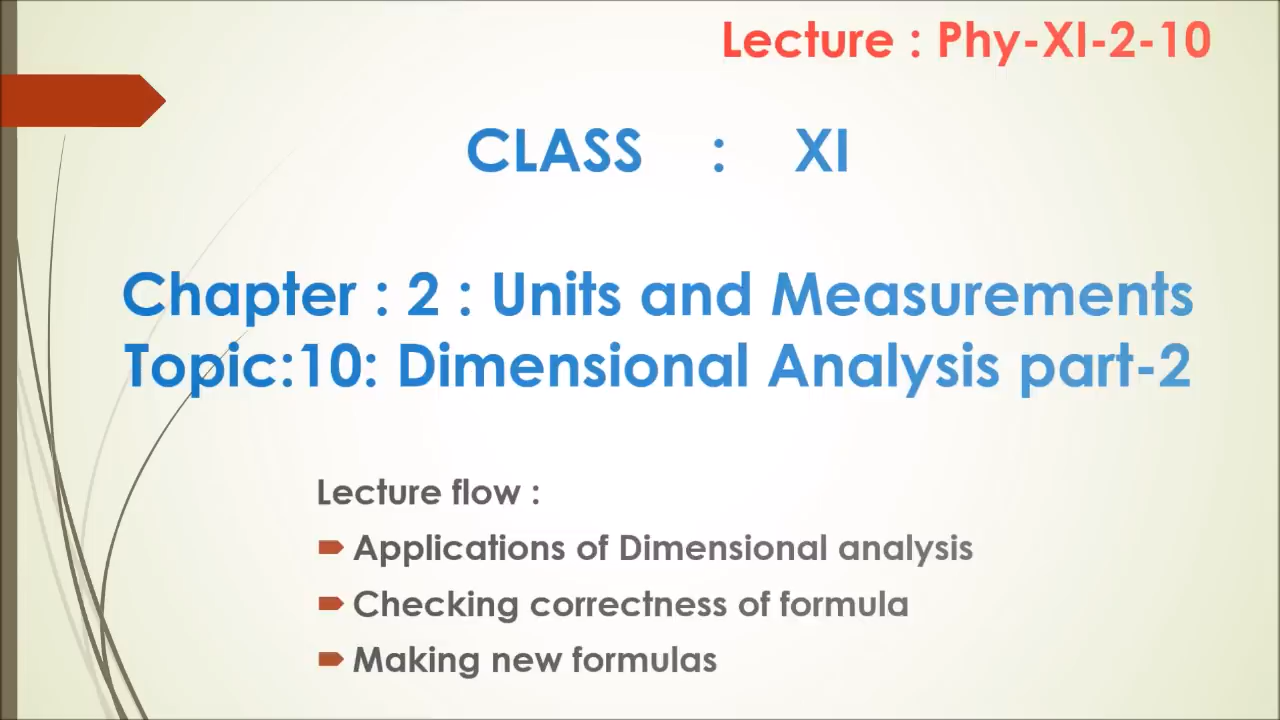 Lecture : Phy-XI-2-10
CLASS : XI
Chapter : 2 : Units and Measurements
Topic:10: Dimensional Analysis part-2
Lecture flow :
Applications of Dimensional analysis
Checking correctness of formula
Making new formulas